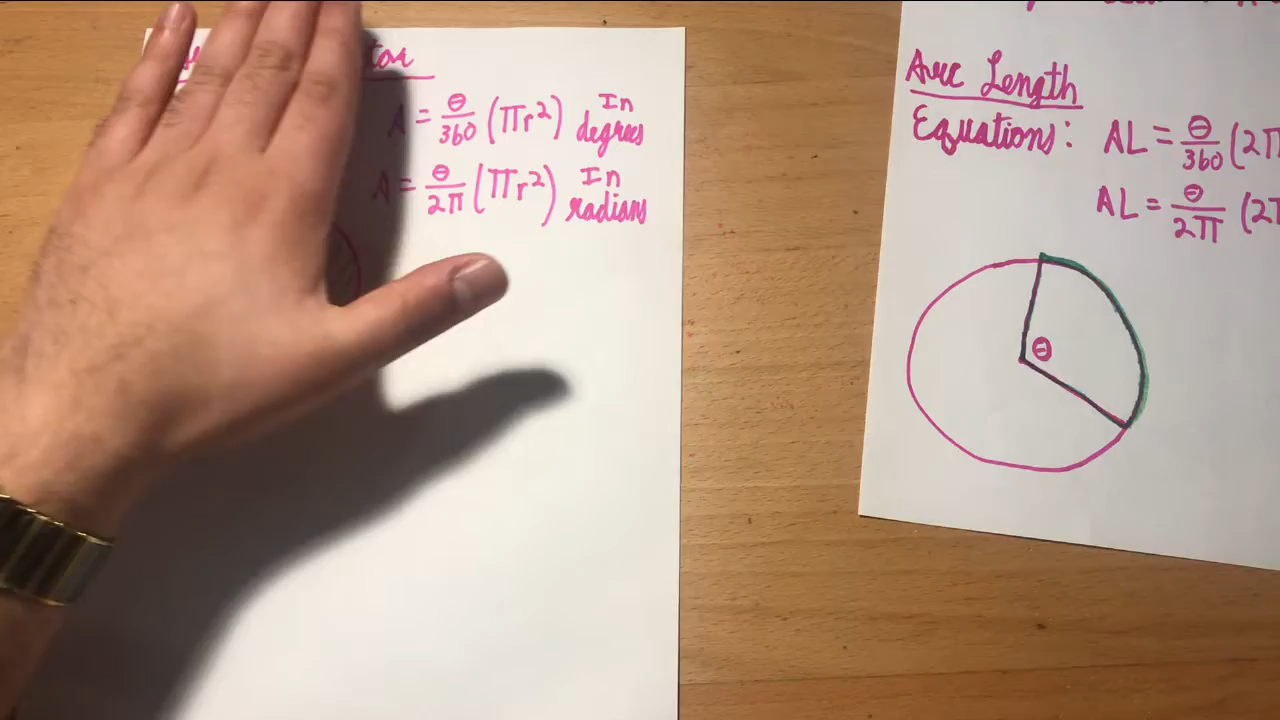 A = θ/360 (πr²) In degrees
A = θ/2π (πr²) In radians
Arc Length
Equations: AL = θ/360 (2π
AL = θ/2π (2π
θ